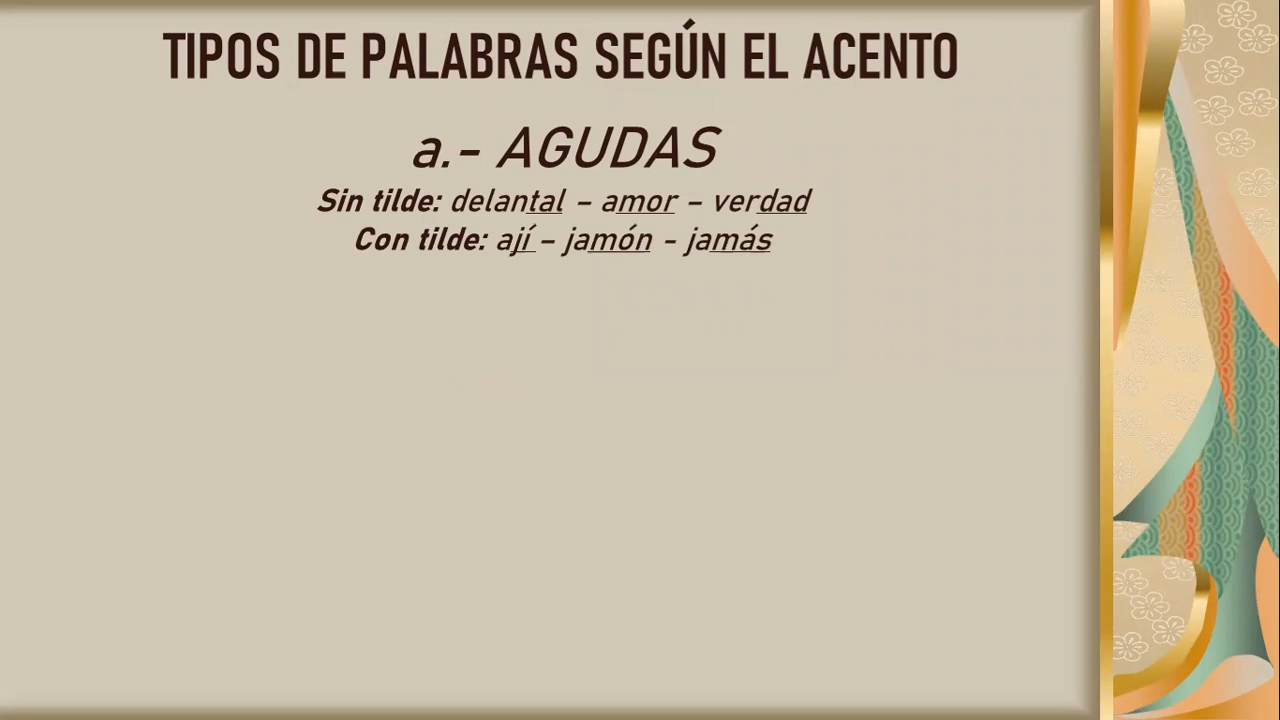 TIPOS DE PALABRAS SEGÚN EL ACENTO
a.- AGUDAS
Sin tilde: delantal – amor – verdad
Con tilde: ají – jamón - jamás